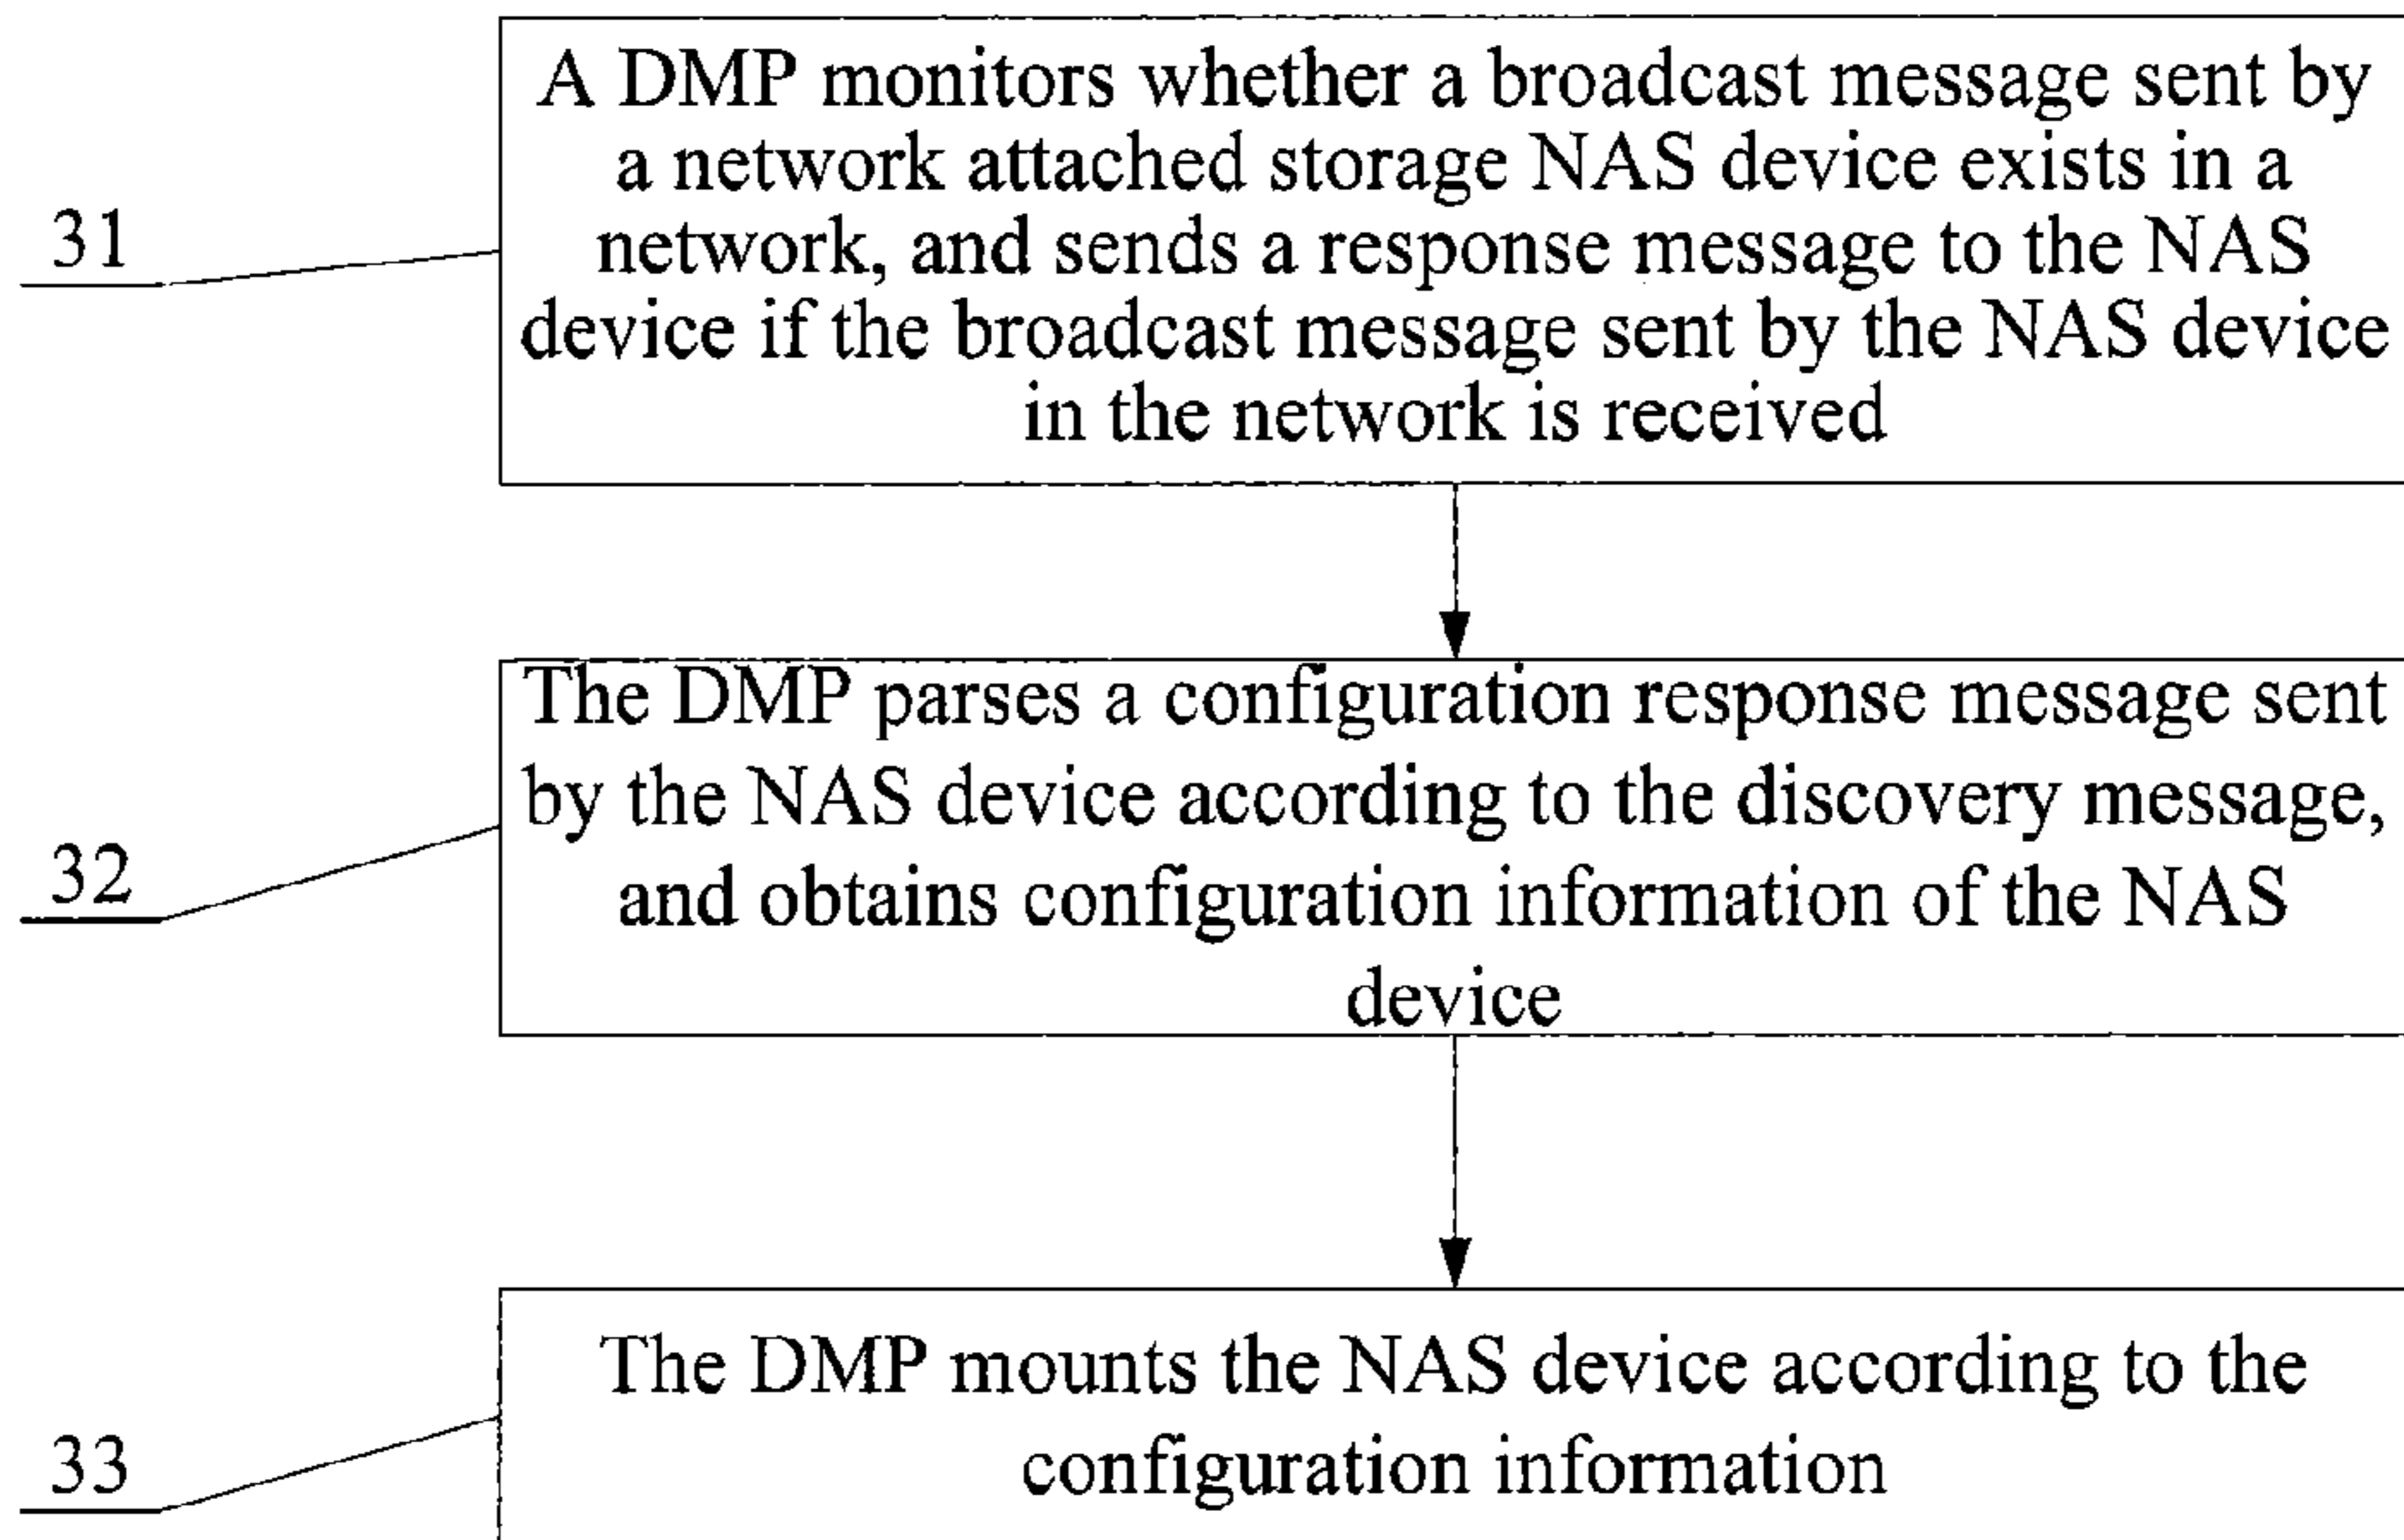 A DMP monitors whether a broadcast message sent by
a network attached storage NAS device exists in a
network, and sends a response message to the NAS
device if the broadcast message sent by the NAS device
in the network is received
31
The DMP parses a configuration response message sent
by the NAS device according to the discovery message,
and obtains configuration information of the NAS
device
32
The DMP mounts the NAS device according to the
configuration information
33